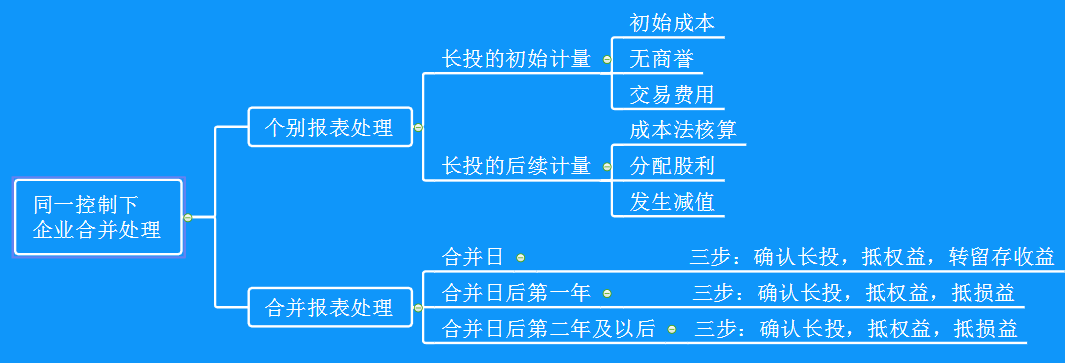 初始成本
长投的初始计量
无商誉
交易费用
个别报表处理
成本法核算
长投的后续计量
分配股利
发生减值
同一控制下
企业合并处理
合并日
三步：确认长投，抵权益，转留存收益
合并报表处理
合并日后第一年
三步：确认长投，抵权益，抵损益
合并日后第二年及以后
三步：确认长投，抵权益，抵损益